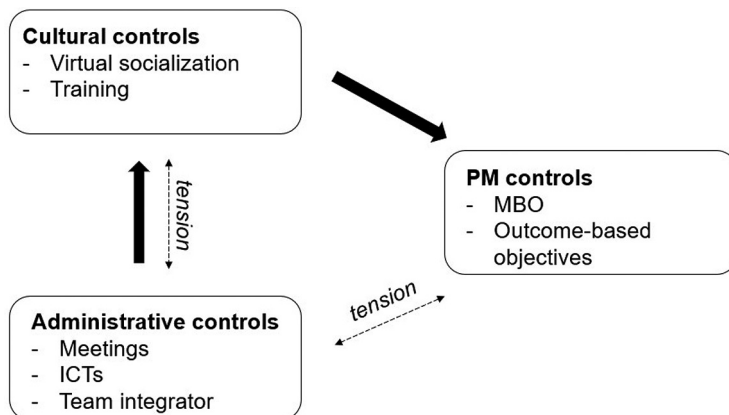 Cultural controls
- Virtual socialization
- Training
tension
PM controls
- MBO
- Outcome-based
objectives
tension
Administrative controls
- Meetings
- ICTs
- Team integrator